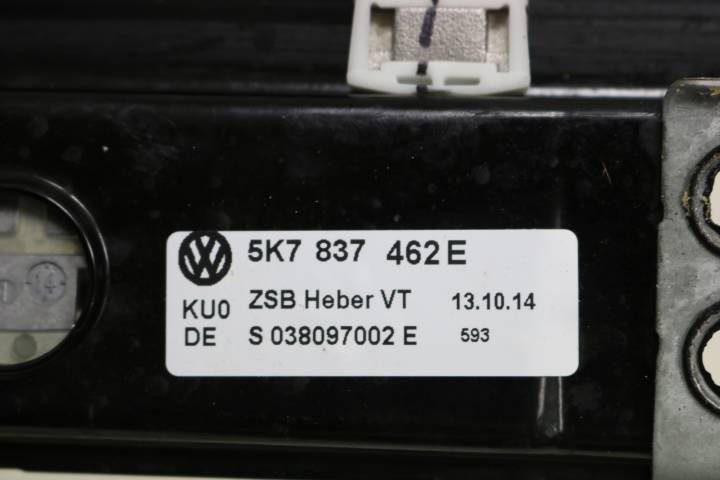 5K7 837 462 E
KU0 ZSB Heber VT 13.10.14
DE S 038097002 E 593